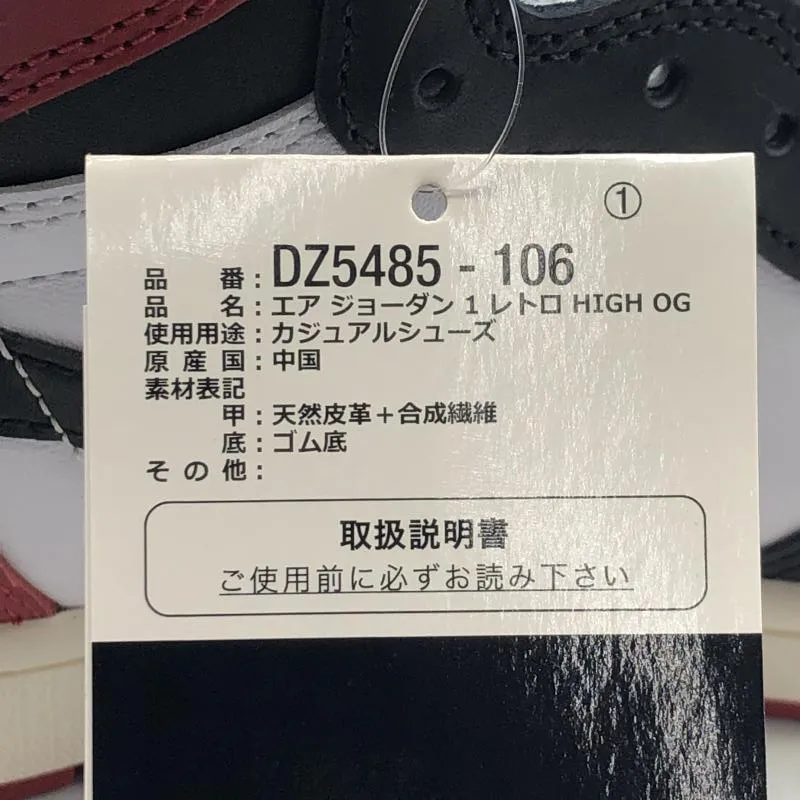 ①
品番：DZ5485 - 106
品名：エア ジョーダン 1 レトロ HIGH OG
使用用途：カジュアルシューズ
原産国：中国
素材表記
甲：天然皮革＋合成繊維
底：ゴム底
その他：
取扱説明書
ご使用前に必ずお読み下さい